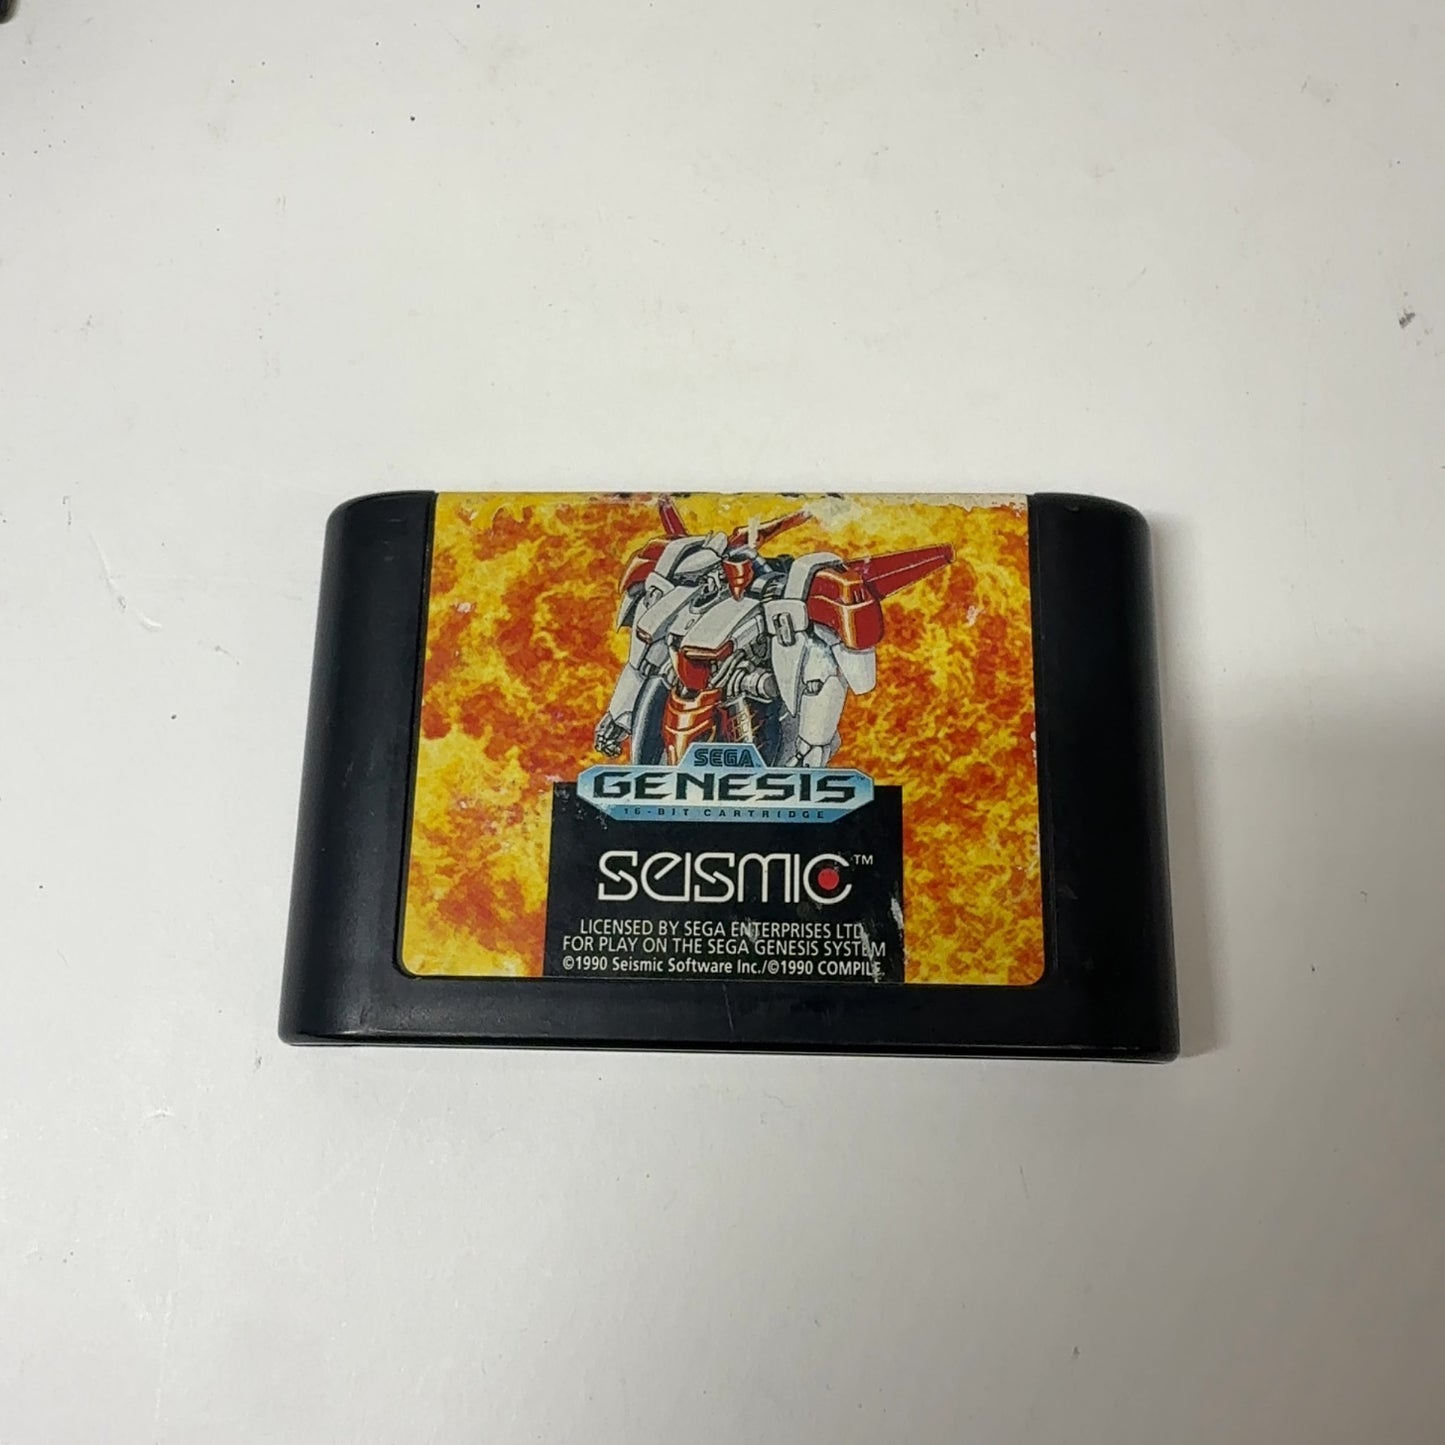 SEGA
GENESIS
16-BIT CARTRIDGE
SEISMIC™
LICENSED BY SEGA ENTERPRISES LTD.
FOR PLAY ON THE SEGA GENESIS SYSTEM
©1990 Seismic Software Inc./©1990 COMPILE